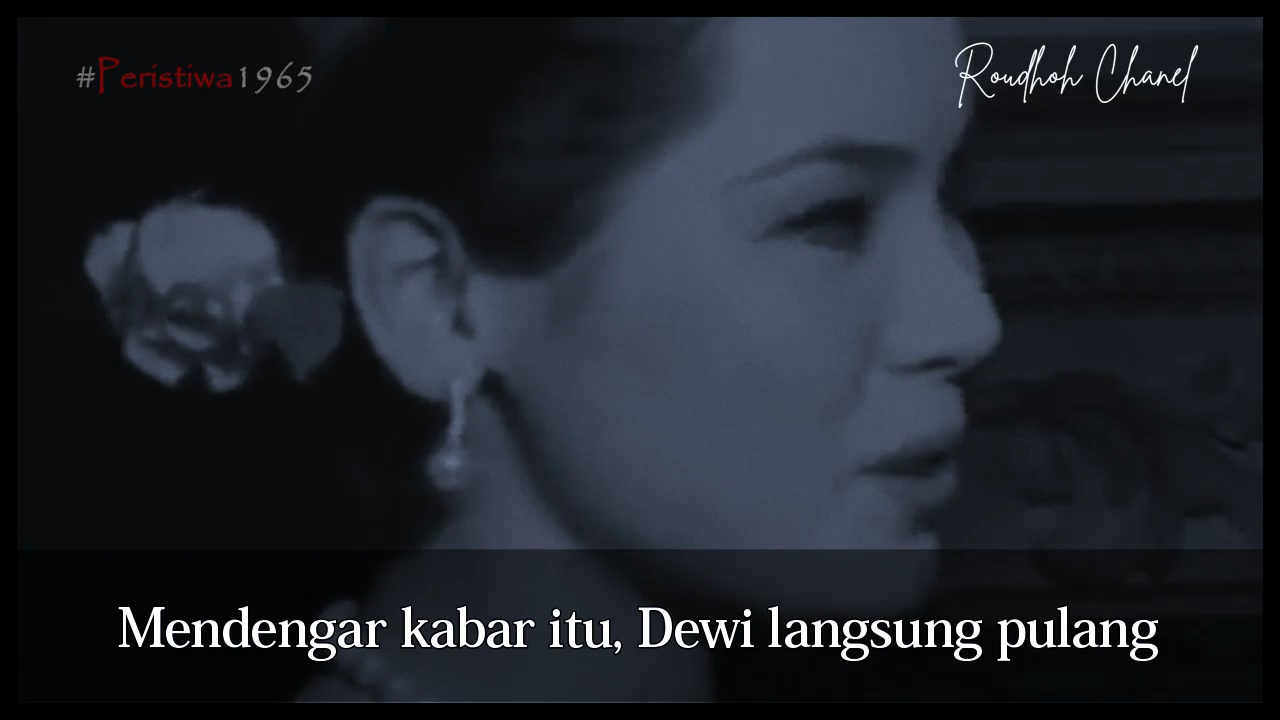 #Peristiwa1965
Roudhoh Chanel
Mendengar kabar itu, Dewi langsung pulang